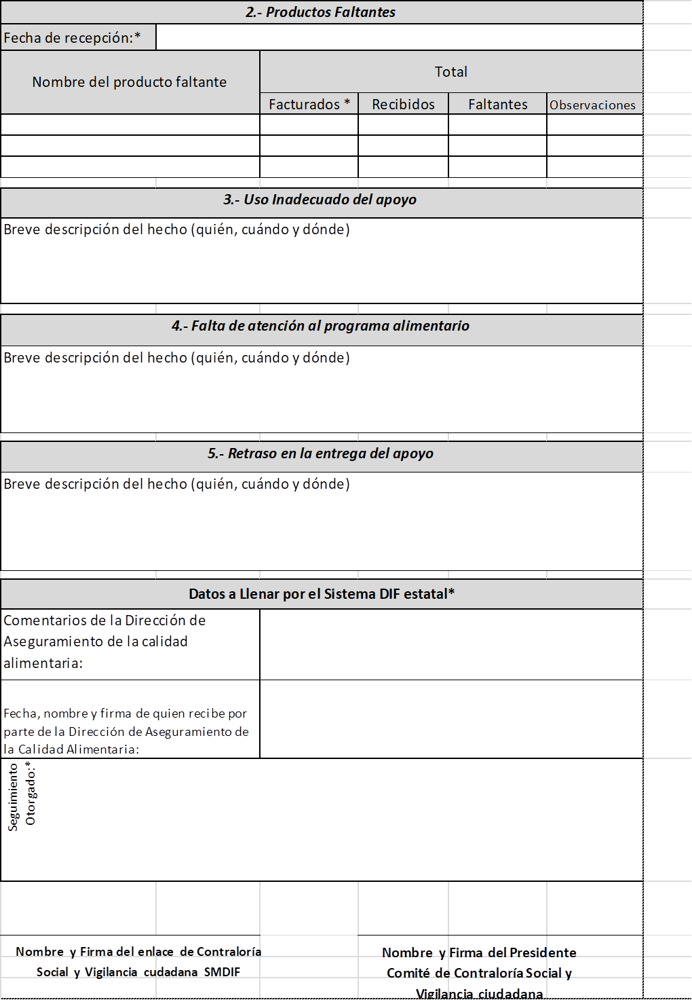 2.- Productos Faltantes
Fecha de recepción:*
Nombre del producto faltante
Total
Facturados *
Recibidos
Faltantes
Observaciones
3.- Uso Inadecuado del apoyo
Breve descripción del hecho (quién, cuándo y dónde)
4.- Falta de atención al programa alimentario
Breve descripción del hecho (quién, cuándo y dónde)
5.- Retraso en la entrega del apoyo
Breve descripción del hecho (quién, cuándo y dónde)
Datos a Llenar por el Sistema DIF estatal*
Comentarios de la Dirección de
Aseguramiento de la calidad
alimentaria:
Fecha, nombre y firma de quien recibe por
parte de la Dirección de Aseguramiento de
la Calidad Alimentaria:
Seguimiento
Otorgado:*
Nombre y Firma del enlace de Contraloría
Social y Vigilancia cudadana SMDIF
Nombre y Firma del Presidente
Comité de Contraloría Social y
Vigilancia ciudadana